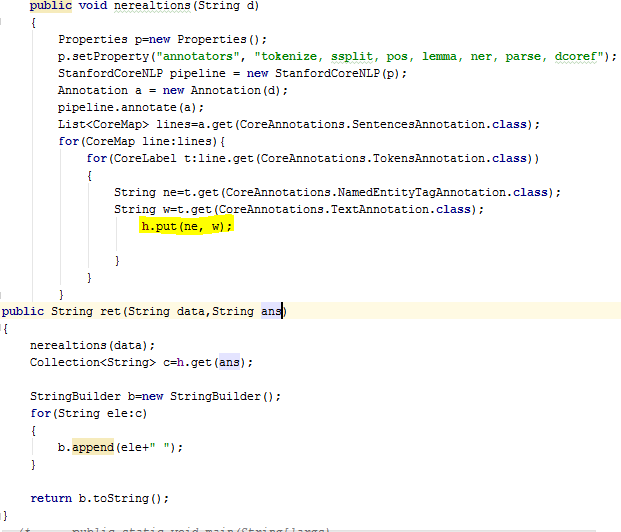 public void nerealtions(String d)
{
Properties p=new Properties();
p.setProperty("annotators", "tokenize, ssplit, pos, lemma, ner, parse, dcoref");
StanfordCoreNLP pipeline = new StanfordCoreNLP(p);
Annotation a = new Annotation(d);
pipeline.annotate(a);
List<CoreMap> lines=a.get(CoreAnnotations.SentencesAnnotation.class);
for(CoreMap line:lines){
for(CoreLabel t:line.get(CoreAnnotations.TokensAnnotation.class))
{
String ne=t.get(CoreAnnotations.NamedEntityTagAnnotation.class);
String w=t.get(CoreAnnotations.TextAnnotation.class);
h.put(ne, w);
}
}
}
public String ret(String data,String ans)
{
nerealtions(data);
Collection<String> c=h.get(ans);
StringBuilder b=new StringBuilder();
for(String ele:c)
{
b.append(ele+" ");
}
return b.toString();
}
/* public static void main(String[]args)